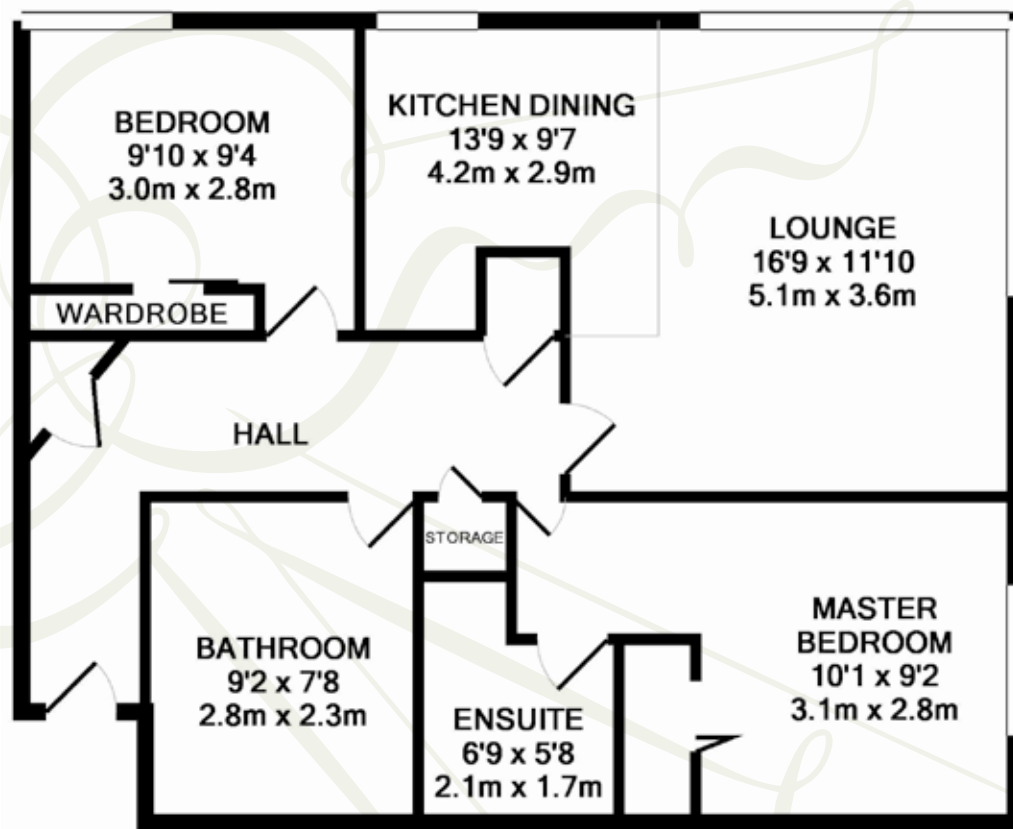 BEDROOM
9'10 x 9'4
3.0m x 2.8m
KITCHEN DINING
13'9 x 9'7
4.2m x 2.9m
LOUNGE
16'9 x 11'10
5.1m x 3.6m
WARDROBE
HALL
STORAGE
BATHROOM
9'2 x 7'8
2.8m x 2.3m
ENSUITE
6'9 x 5'8
2.1m x 1.7m
MASTER
BEDROOM
10'1 x 9'2
3.1m x 2.8m